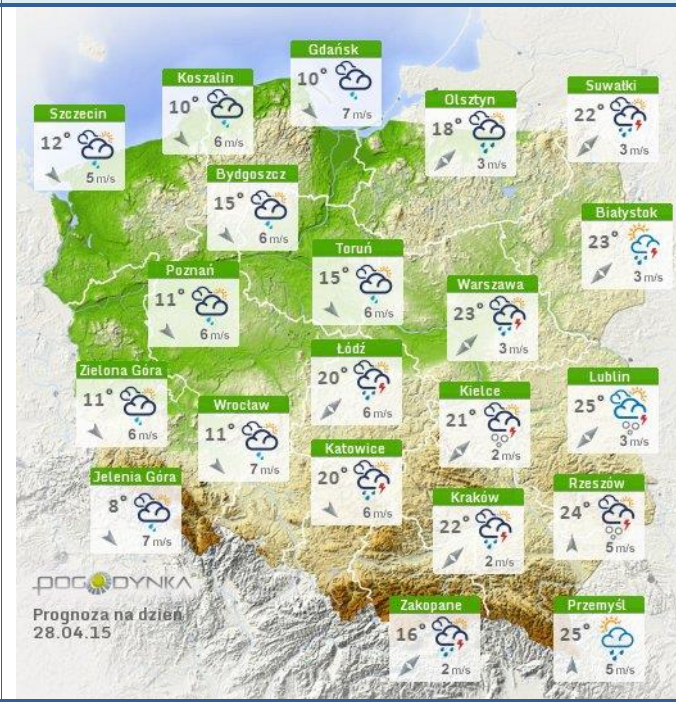 Gdańsk
10°
7 m/s
Koszalin
10°
6 m/s
Suwałki
22°
3 m/s
Olsztyn
18°
3 m/s
Szczecin
12°
5 m/s
Bydgoszcz
15°
6 m/s
Białystok
23°
3 m/s
Toruń
15°
6 m/s
Poznań
11°
6 m/s
Warszawa
23°
3 m/s
Łódź
20°
6 m/s
Zielona Góra
11°
6 m/s
Lublin
25°
3 m/s
Kielce
21°
2 m/s
Wrocław
11°
7 m/s
Katowice
20°
6 m/s
Jelenia Góra
8°
7 m/s
Rzeszów
24°
5 m/s
Kraków
22°
2 m/s
POGODYNKA
Prognoza na dzień
28.04.15
Zakopane
16°
2 m/s
Przemyśl
25°
5 m/s